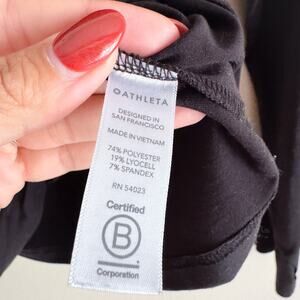 ATHLETA
DESIGNED IN
SAN FRANCISCO
MADE IN VIETNAM
74% POLYESTER
19% LYOCELL
7% SPANDEX
RN 54023
Certified
B
Corporation